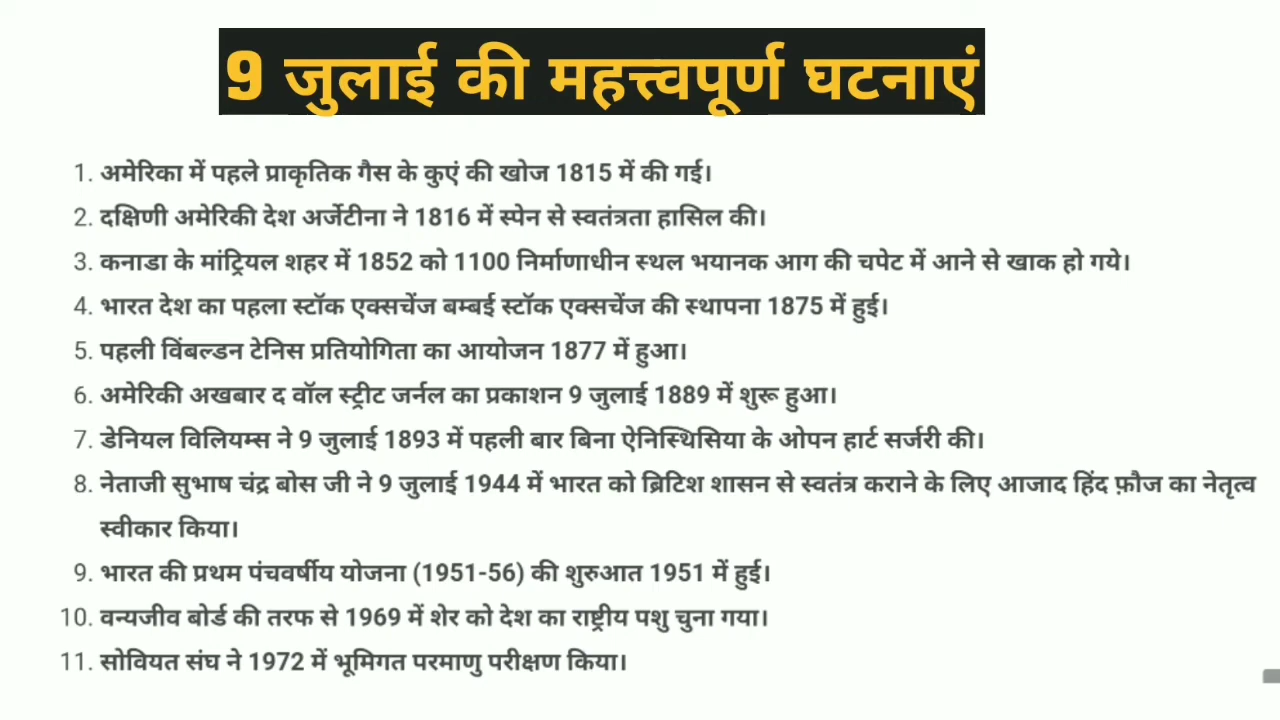 9 जुलाई की महत्त्वपूर्ण घटनाएं
1. अमेरिका में पहले प्राकृतिक गैस के कुएं की खोज 1815 में की गई।
2. दक्षिणी अमेरिकी देश अर्जेटीना ने 1816 में स्पेन से स्वतंत्रता हासिल की।
3. कनाडा के मांट्रियल शहर में 1852 को 1100 निर्माणाधीन स्थल भयानक आग की चपेट में आने से खाक हो गये।
4. भारत देश का पहला स्टॉक एक्सचेंज बम्बई स्टॉक एक्सचेंज की स्थापना 1875 में हुई।
5. पहली विंबल्डन टेनिस प्रतियोगिता का आयोजन 1877 में हुआ।
6. अमेरिकी अखबार द वॉल स्ट्रीट जर्नल का प्रकाशन 9 जुलाई 1889 में शुरू हुआ।
7. डेनियल विलियम्स ने 9 जुलाई 1893 में पहली बार बिना ऐनिस्थिसिया के ओपन हार्ट सर्जरी की।
8. नेताजी सुभाष चंद्र बोस जी ने 9 जुलाई 1944 में भारत को ब्रिटिश शासन से स्वतंत्र कराने के लिए आजाद हिंद फ़ौज का नेतृत्व
स्वीकार किया।
9. भारत की प्रथम पंचवर्षीय योजना (1951-56) की शुरुआत 1951 में हुई।
10. वन्यजीव बोर्ड की तरफ से 1969 में शेर को देश का राष्ट्रीय पशु चुना गया।
11. सोवियत संघ ने 1972 में भूमिगत परमाणु परीक्षण किया।